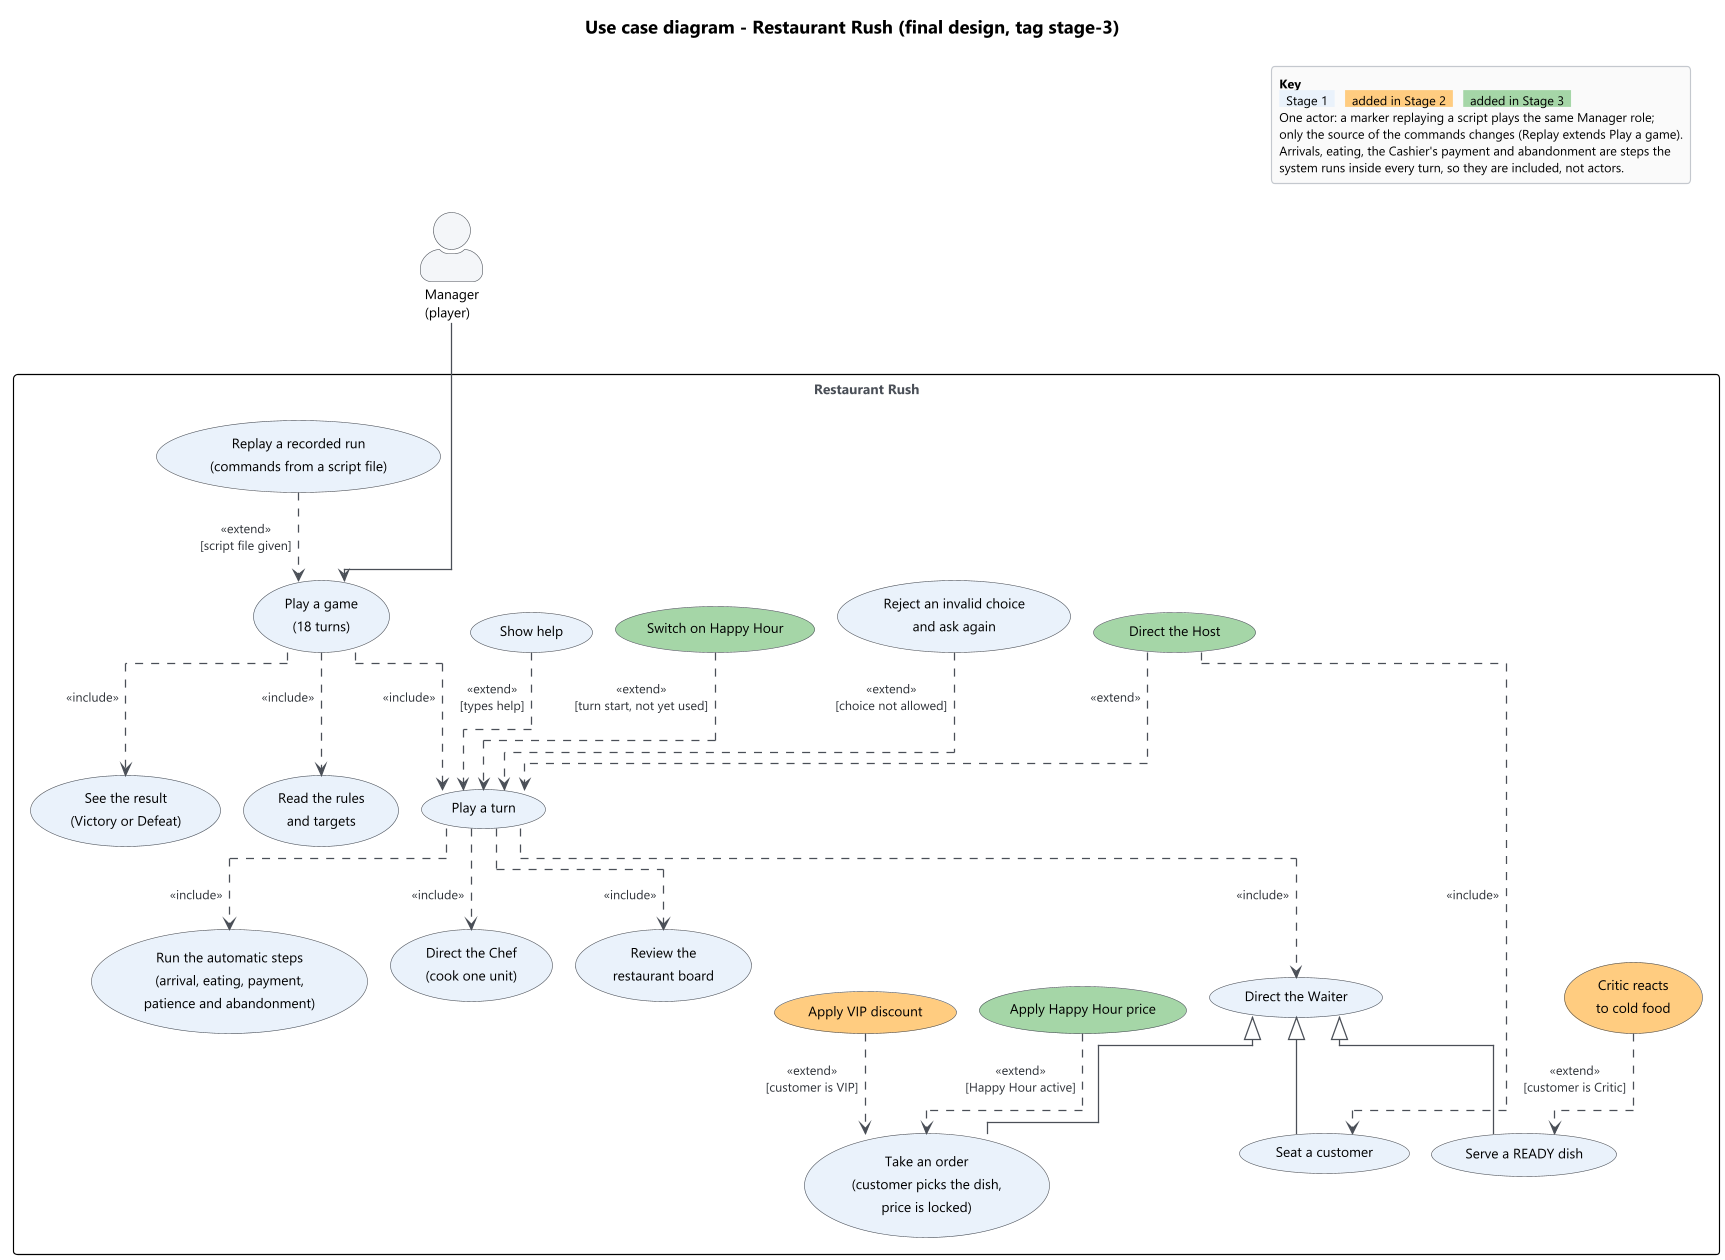 Use case diagram - Restaurant Rush (final design, tag stage-3)
Key
Stage 1 added in Stage 2 added in Stage 3
One actor: a marker replaying a script plays the same Manager role;
only the source of the commands changes (Replay extends Play a game).
Arrivals, eating, the Cashier's payment and abandonment are steps the
system runs inside every turn, so they are included, not actors.
Manager
(player)
Restaurant Rush
Replay a recorded run
(commands from a script file)
«extend»
[script file given]
Play a game
(18 turns)
Show help
Switch on Happy Hour
Reject an invalid choice
and ask again
Direct the Host
«include»
«include»
«include»
«extend»
[types help]
«extend»
[turn start, not yet used]
«extend»
[choice not allowed]
«extend»
See the result
(Victory or Defeat)
Read the rules
and targets
Play a turn
«include»
«include»
«include»
«include»
«include»
Run the automatic steps
(arrival, eating, payment,
patience and abandonment)
Direct the Chef
(cook one unit)
Review the
restaurant board
Apply VIP discount
Apply Happy Hour price
Direct the Waiter
Critic reacts
to cold food
«extend»
[customer is VIP]
«extend»
[Happy Hour active]
«extend»
[customer is Critic]
Take an order
(customer picks the dish,
price is locked)
Seat a customer
Serve a READY dish